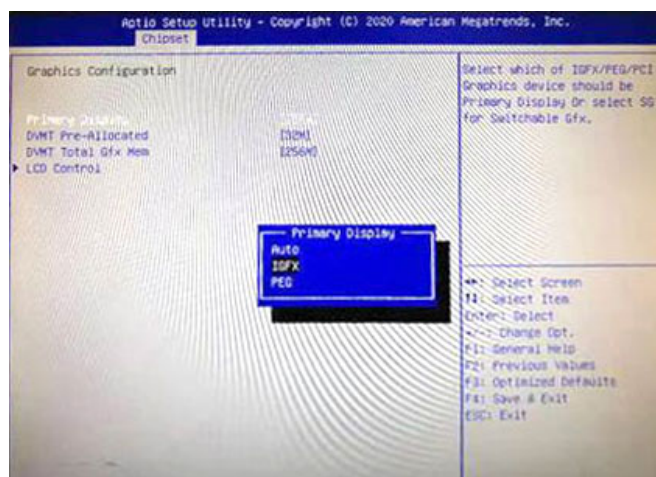 Aptio Setup Utility - Copyright (C) 2020 American Megatrends, Inc.
Chipset
Graphics Configuration
Primary Display
DVMT Pre-Allocated [32M]
DVMT Total Gfx Mem [256M]
LCD Control
Select which of IGFX/PEG/PCI
Graphics device should be
Primary Display Or select SG
for Switchable Gfx.
Primary Display
Auto
IGFX
PEG
: Select Screen
: Select Item
Enter: Select
+/-: Change Opt.
F1: General Help
F2: Previous Values
F3: Optimized Defaults
F4: Save & Exit
ESC: Exit